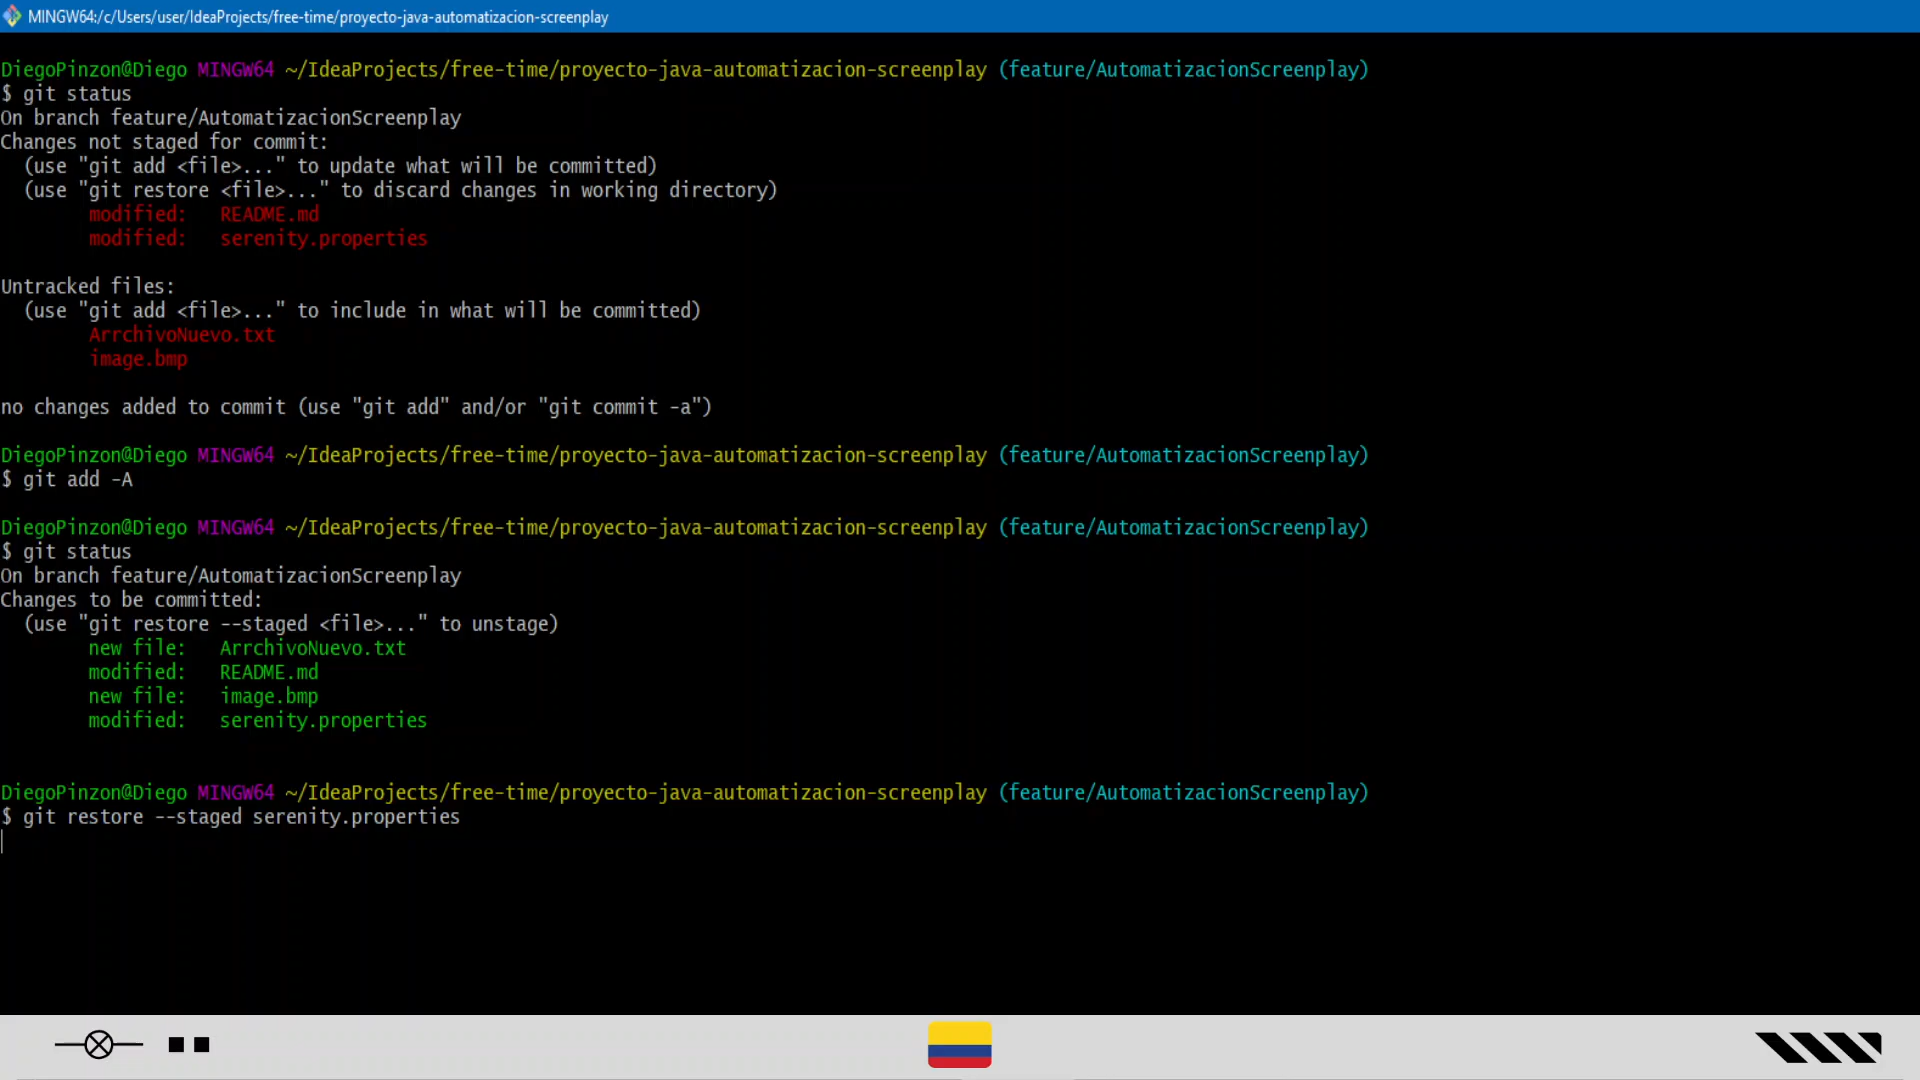 MINGW64:/c/Users/user/IdeaProjects/free-time/proyecto-java-automatizacion-screenplay
DiegoPinzon@Diego MINGW64 ~/IdeaProjects/free-time/proyecto-java-automatizacion-screenplay (feature/AutomatizacionScreenplay)
$ git status
On branch feature/AutomatizacionScreenplay
Changes not staged for commit:
  (use "git add <file>..." to update what will be committed)
  (use "git restore <file>..." to discard changes in working directory)
        modified:   README.md
        modified:   serenity.properties
Untracked files:
  (use "git add <file>..." to include in what will be committed)
        ArrchivoNuevo.txt
        image.bmp
no changes added to commit (use "git add" and/or "git commit -a")
DiegoPinzon@Diego MINGW64 ~/IdeaProjects/free-time/proyecto-java-automatizacion-screenplay (feature/AutomatizacionScreenplay)
$ git add -A
DiegoPinzon@Diego MINGW64 ~/IdeaProjects/free-time/proyecto-java-automatizacion-screenplay (feature/AutomatizacionScreenplay)
$ git status
On branch feature/AutomatizacionScreenplay
Changes to be committed:
  (use "git restore --staged <file>..." to unstage)
        new file:   ArrchivoNuevo.txt
        modified:   README.md
        new file:   image.bmp
        modified:   serenity.properties
DiegoPinzon@Diego MINGW64 ~/IdeaProjects/free-time/proyecto-java-automatizacion-screenplay (feature/AutomatizacionScreenplay)
$ git restore --staged serenity.properties